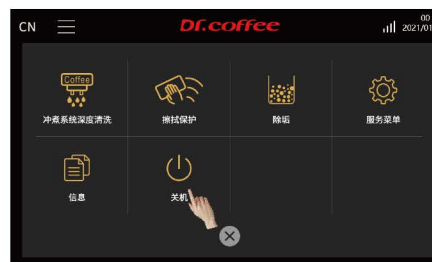 CN
Dr.coffee
00
2021/01
Coffee
冲煮系统深度清洗
擦拭保护
除垢
服务菜单
信息
关机